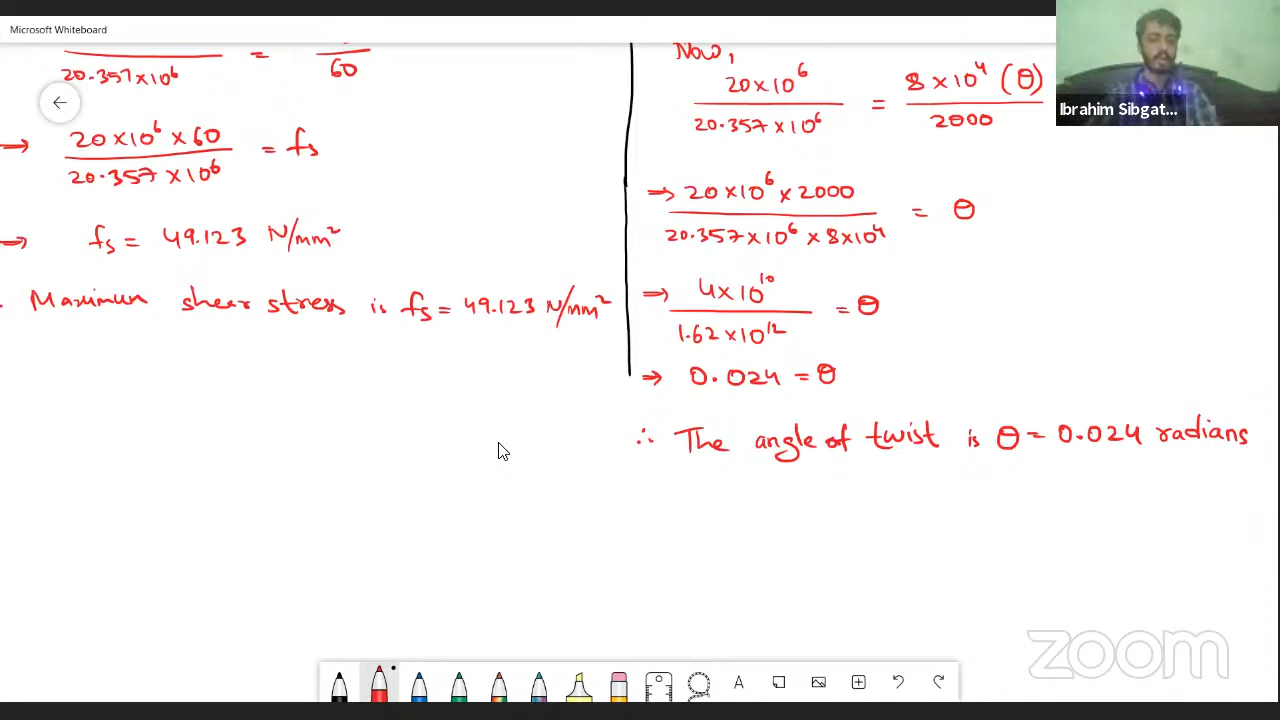 Microsoft Whiteboard
20.357×10⁶ = 60
→ 20×10⁶×60 / 20.357×10⁶ = fs
→ fs = 49.123 N/mm²
. Maximun shear stress is fs = 49.123 N/mm²
Now,
20×10⁶ / 20.357×10⁶ = 8×10⁴ (θ) / 2000
→ 20×10⁶×2000 / 20.357×10⁶×8×10⁴ = θ
→ 4×10¹⁰ / 1.62×10¹² = θ
→ 0.024 = θ
∴ The angle of twist is θ = 0.024 radians
Ibrahim Sibgat...
zoom
A